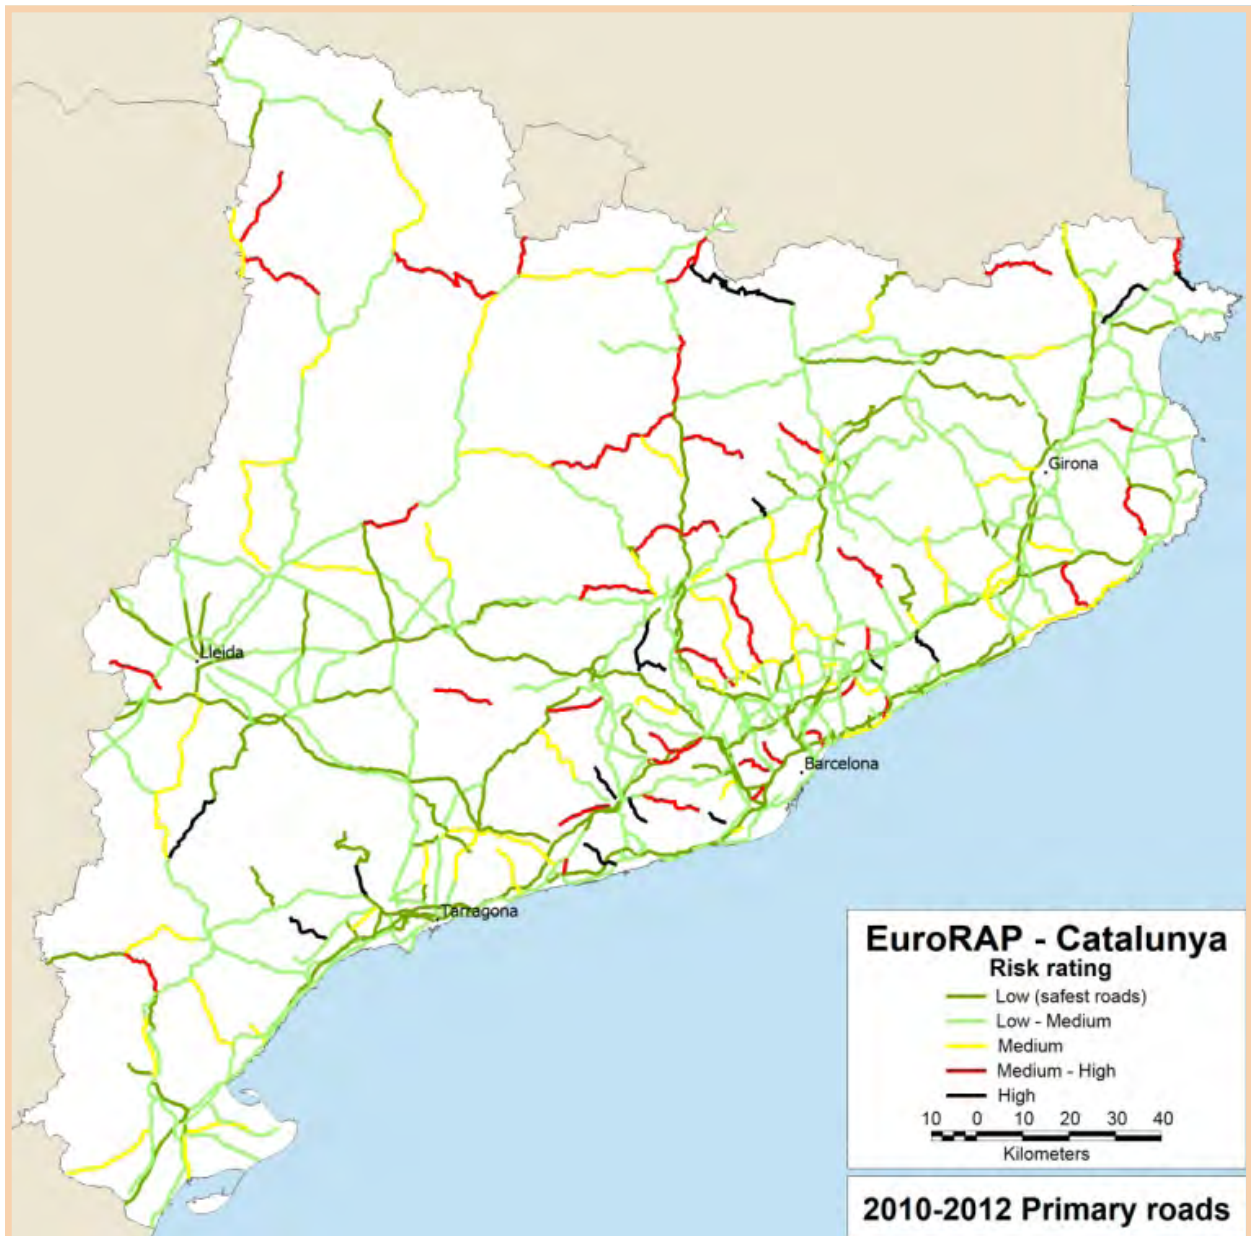 Girona
Lleida
Barcelona
Tarragona
EuroRAP - Catalunya
Risk rating
Low (safest roads)
Low - Medium
Medium
Medium - High
High
10 0 10 20 30 40
Kilometers
2010-2012 Primary roads